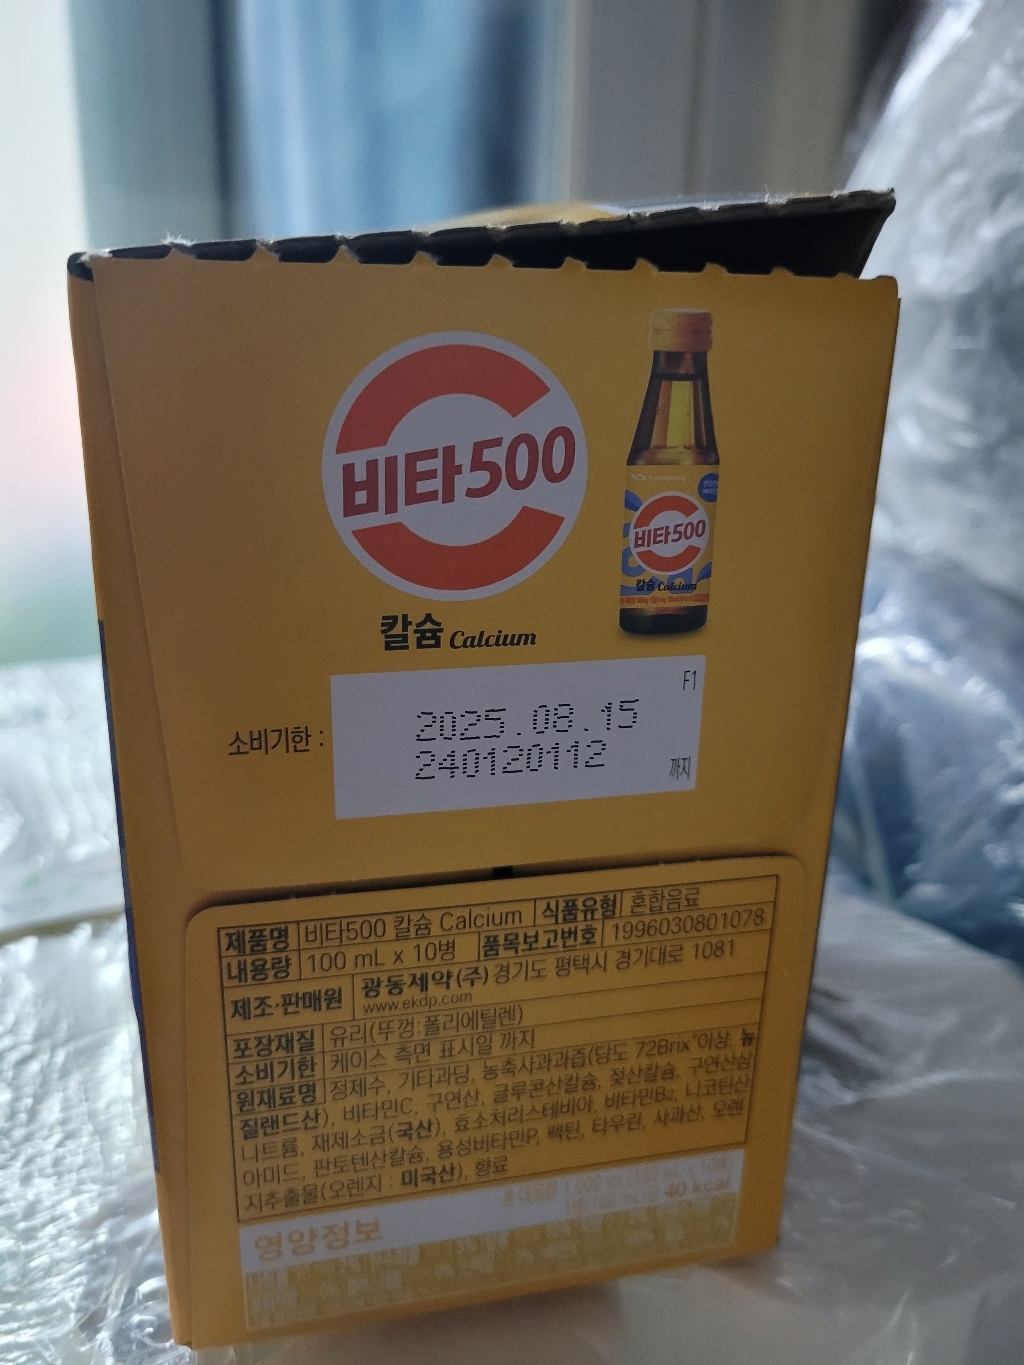 비타500
칼슘 Calcium
비타500
칼슘 Calcium
F1
소비기한 : 2025.08.15
240120112
까지
제품명 비타500 칼슘 Calcium 식품유형 혼합음료
내용량 100 mL x 10병 품목보고번호 1996030801078
제조·판매원 광동제약(주) 경기도 평택시 경기대로 1081
www.ekdp.com
포장재질 유리(뚜껑:폴리에틸렌)
소비기한 케이스 측면 표시일 까지
원재료명 정제수, 기타과당, 농축사과과즙(당도 72Brix°이상, 뉴
질랜드산), 비타민C, 구연산, 글루콘산칼슘, 젖산칼슘, 구연산삼
나트륨, 재제소금(국산), 효소처리스테비아, 비타민B2, 니코틴산
아미드, 판토텐산칼슘, 용성비타민P, 펙틴, 타우린, 사과산, 오렌
지추출물(오렌지 : 미국산), 향료
영양정보
40 kcal